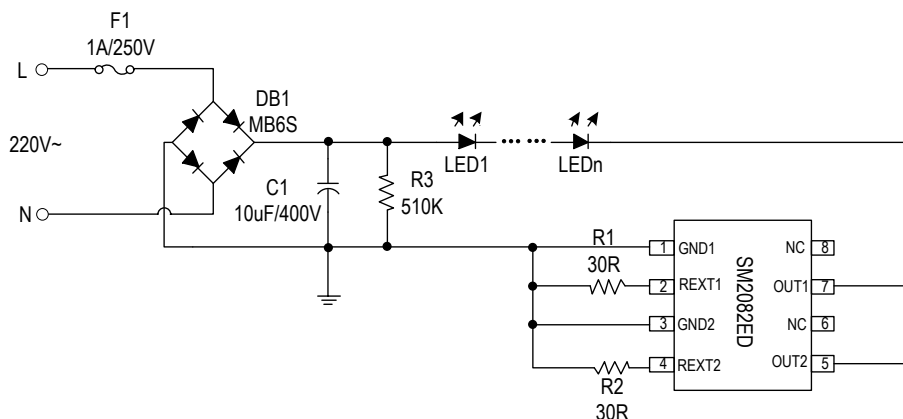 F1
1A/250V
L
DB1
MB6S
220V~
LED1
LEDn
R3
510K
C1
10uF/400V
N
R1
30R
1 GND1
NC 8
2 REXT1
OUT1 7
SM2082ED
3 GND2
NC 6
4 REXT2
OUT2 5
R2
30R